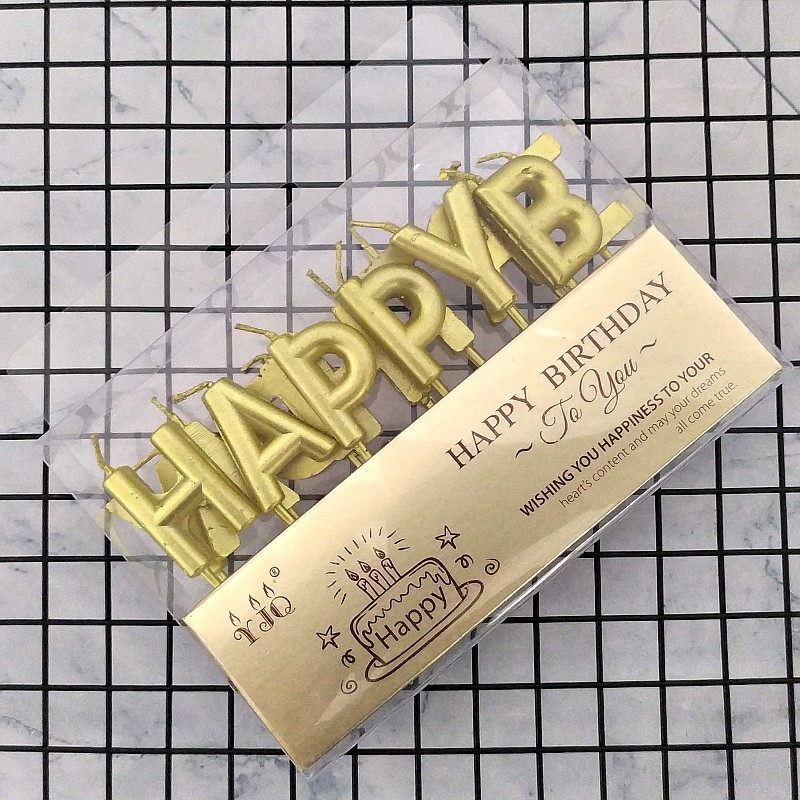 HAPPYB
HAPPY BIRTHDAY
~ To You ~
WISHING YOU HAPPINESS TO YOUR
heart's content and may your dreams
all come true.
YJQ®
Happy